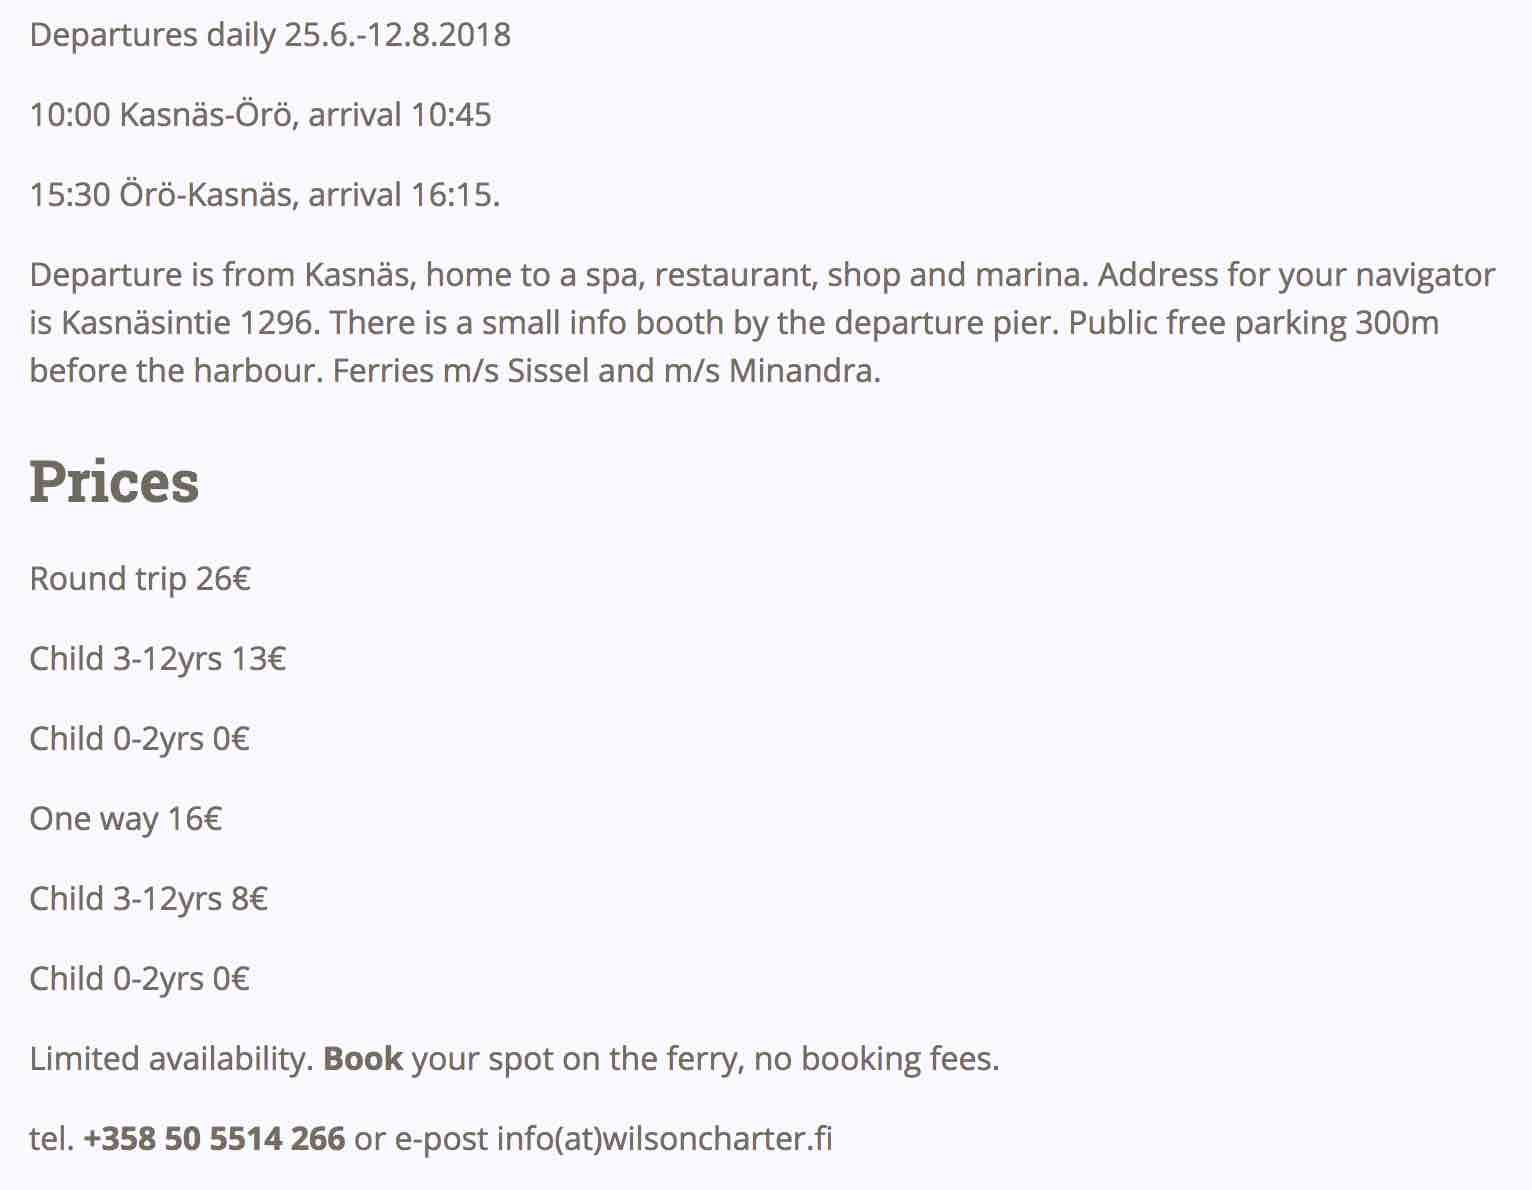 Departures daily 25.6.-12.8.2018
10:00 Kasnäs-Örö, arrival 10:45
15:30 Örö-Kasnäs, arrival 16:15.
Departure is from Kasnäs, home to a spa, restaurant, shop and marina. Address for your navigator
is Kasnäsintie 1296. There is a small info booth by the departure pier. Public free parking 300m
before the harbour. Ferries m/s Sissel and m/s Minandra.
Prices
Round trip 26€
Child 3-12yrs 13€
Child 0-2yrs 0€
One way 16€
Child 3-12yrs 8€
Child 0-2yrs 0€
Limited availability. Book your spot on the ferry, no booking fees.
tel. +358 50 5514 266 or e-post info(at)wilsoncharter.fi